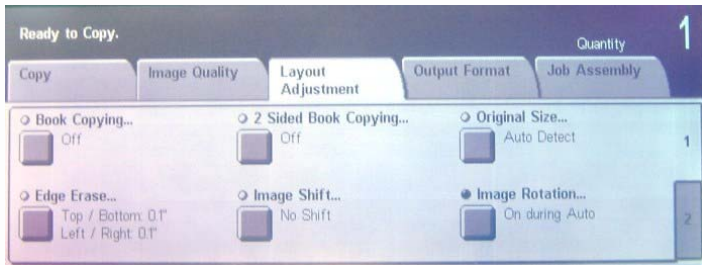 Ready to Copy.
Quantity 1
Copy
Image Quality
Layout
Adjustment
Output Format
Job Assembly
Book Copying...
Off
2 Sided Book Copying...
Off
Original Size...
Auto Detect
1
Edge Erase...
Top / Bottom: 0.1"
Left / Right: 0.1"
Image Shift...
No Shift
Image Rotation...
On during Auto
2